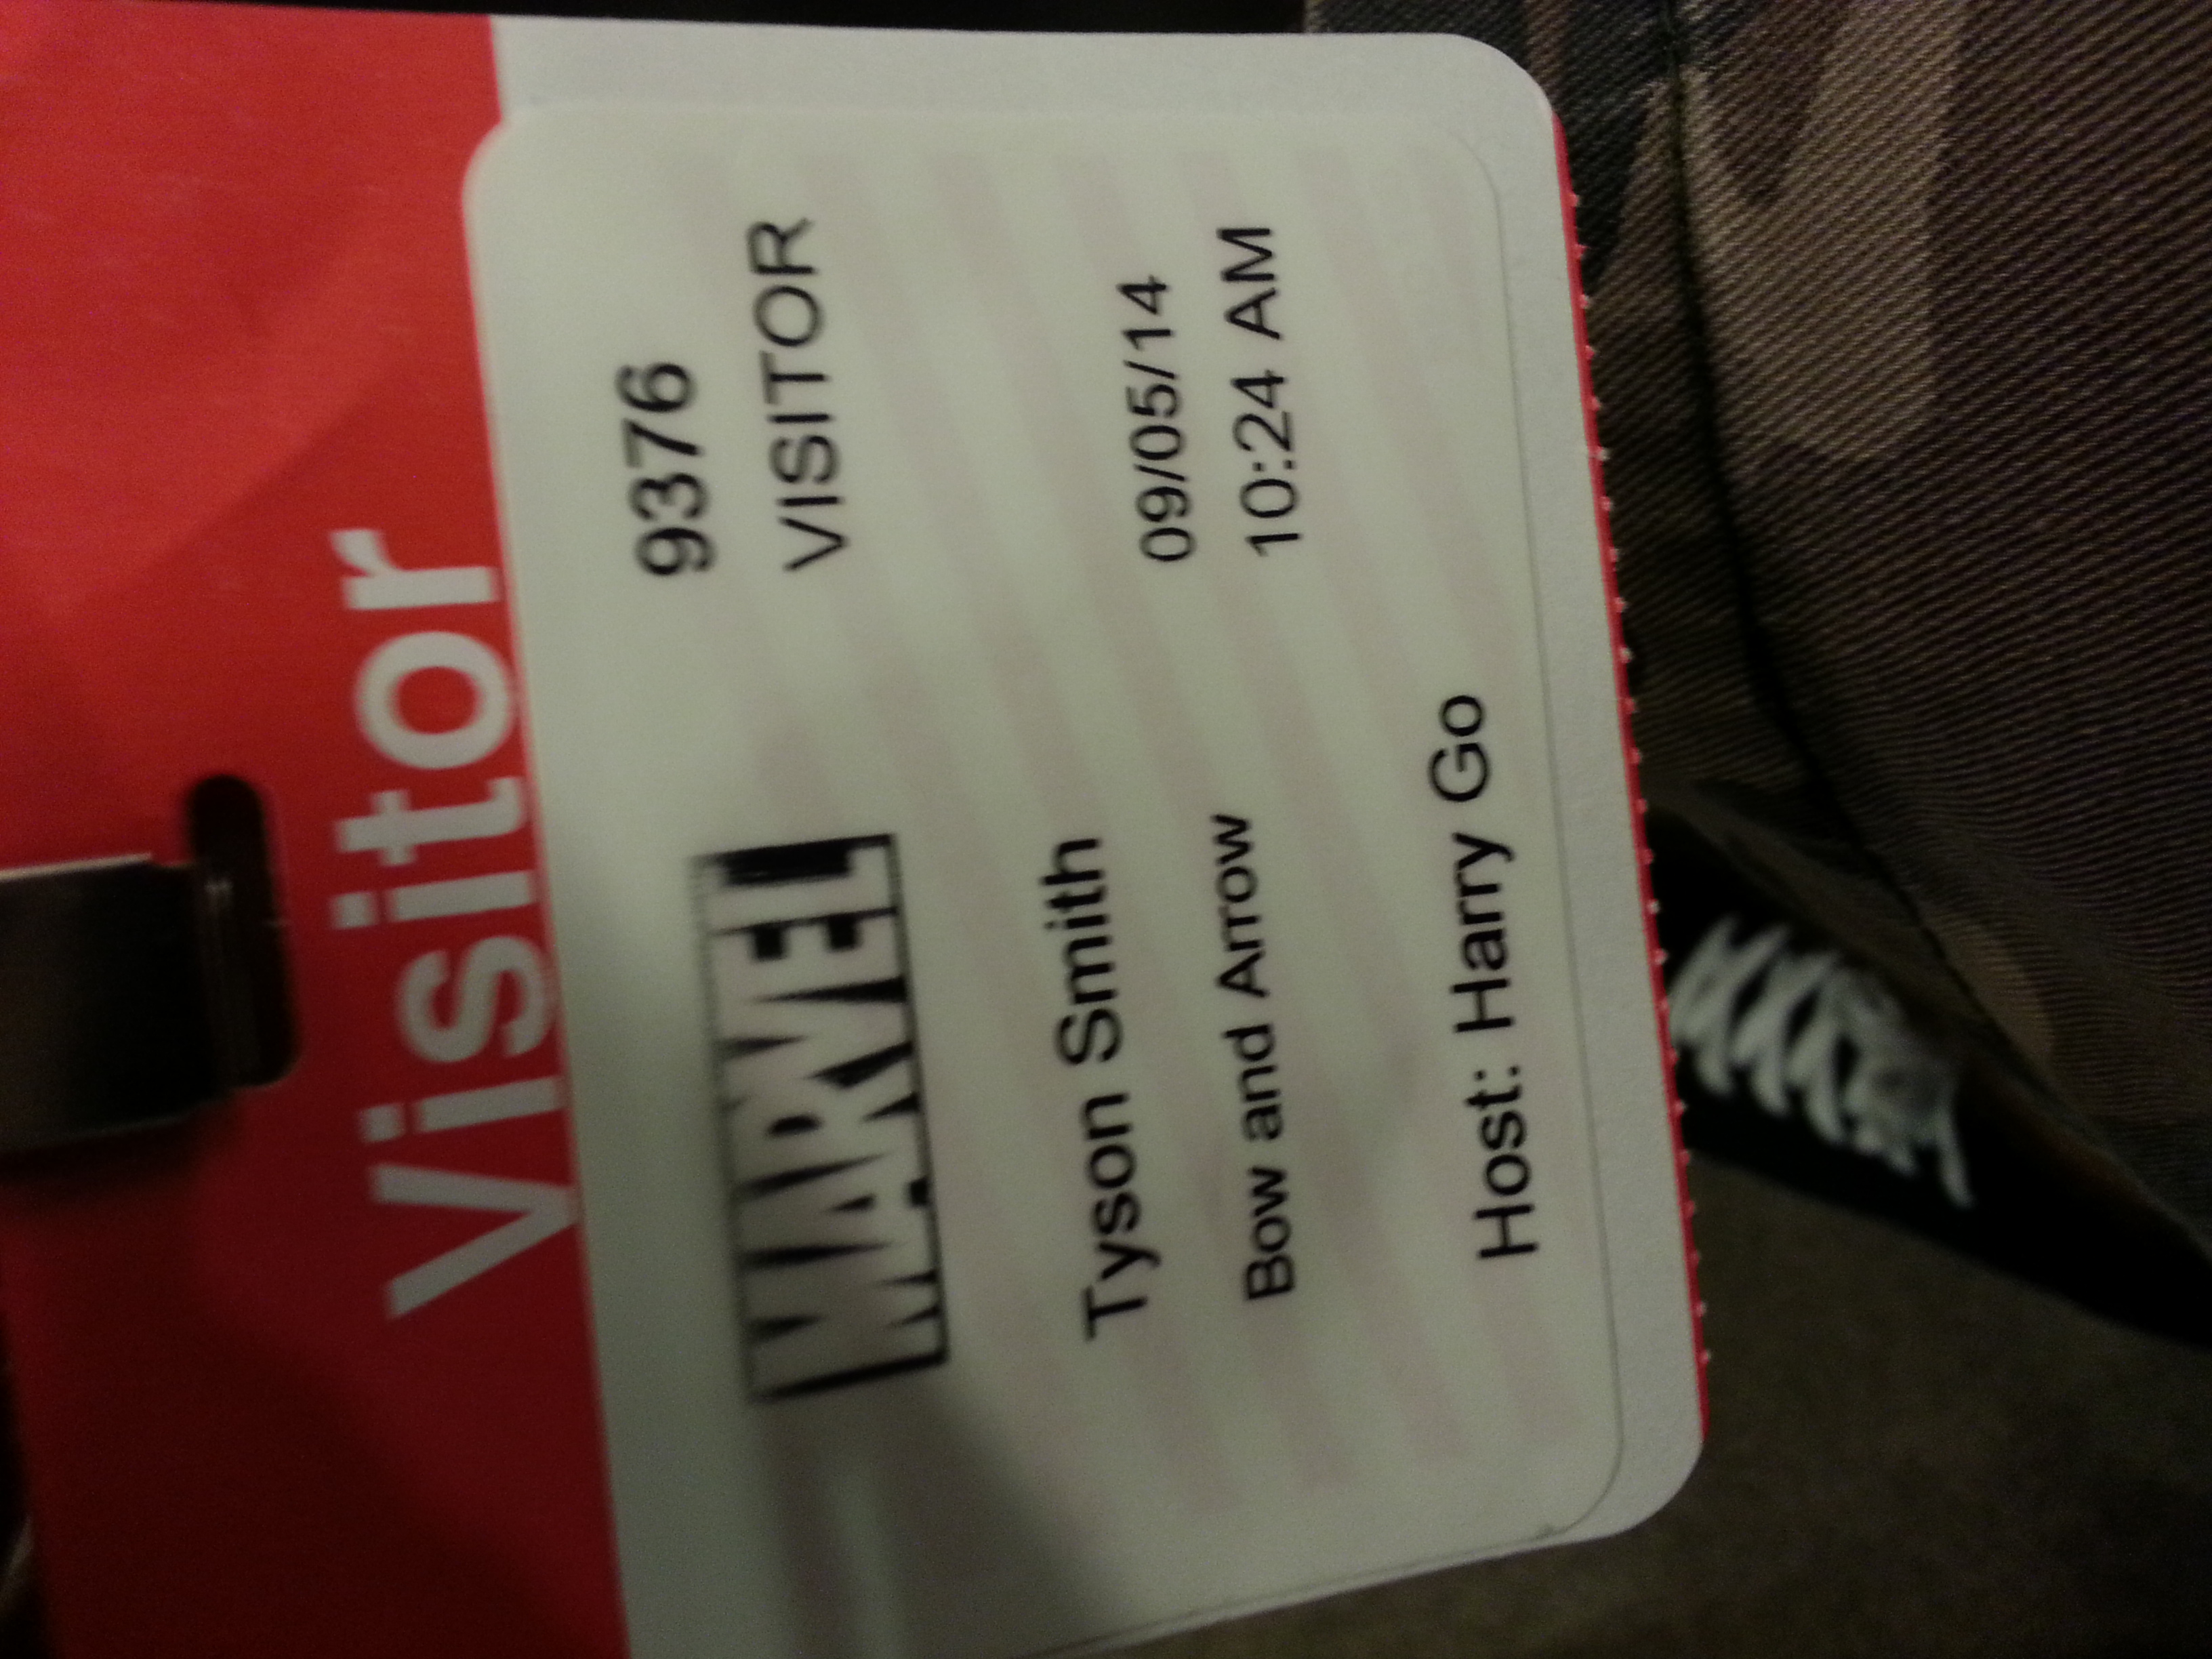 Visitor
9376
VISITOR
MARVEL
Tyson Smith
09/05/14
Bow and Arrow
10:24 AM
Host: Harry Go